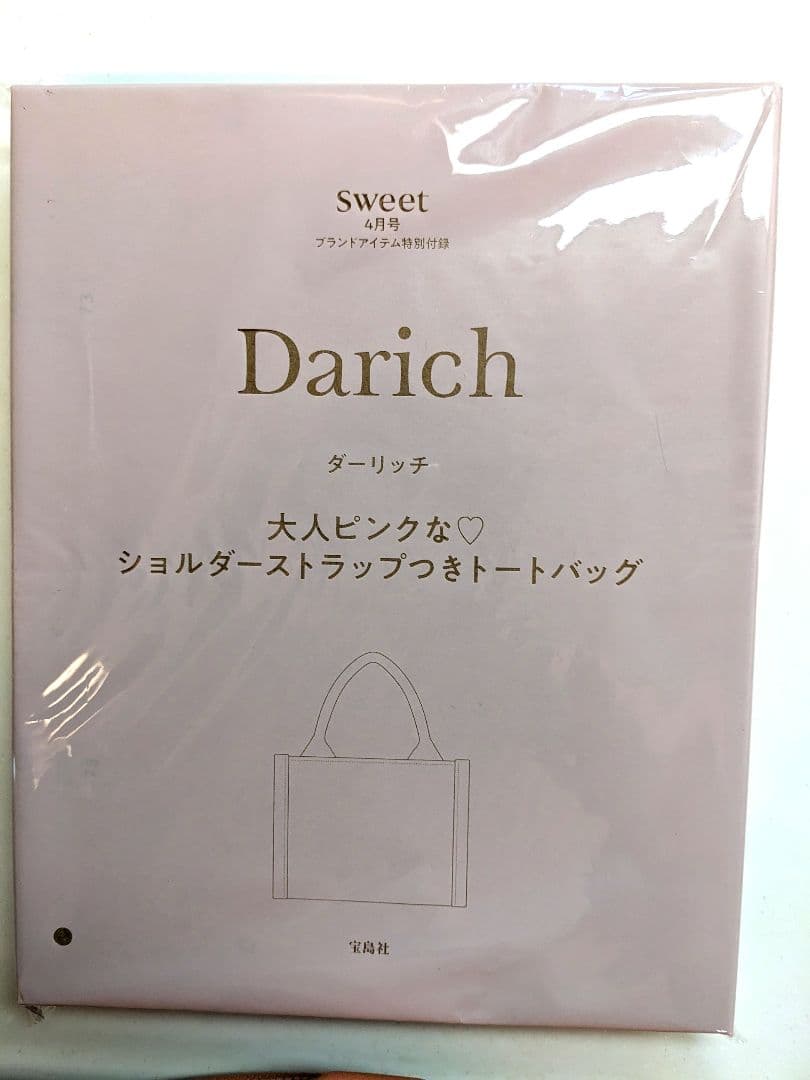 sweet
4月号
ブランドアイテム特別付録
Darich
ダーリッチ
大人ピンクな♡
ショルダーストラップつきトートバッグ
宝島社